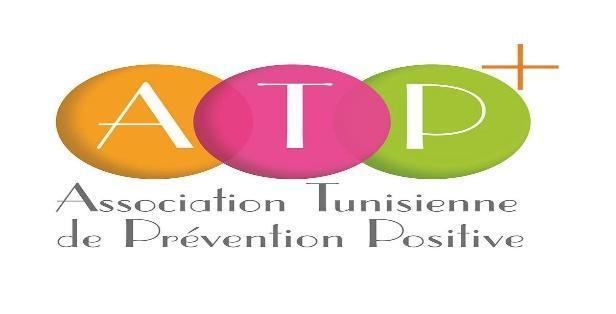 ATP+
Association Tunisienne
de Prévention Positive